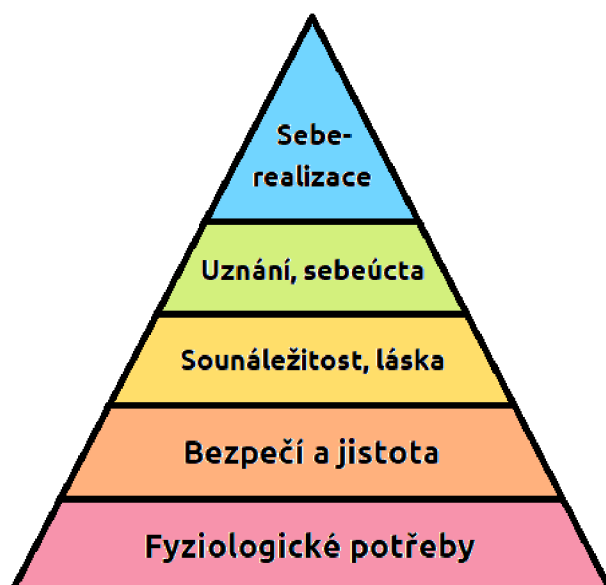 Sebe-
realizace
Uznání, sebeúcta
Sounáležitost, láska
Bezpečí a jistota
Fyziologické potřeby